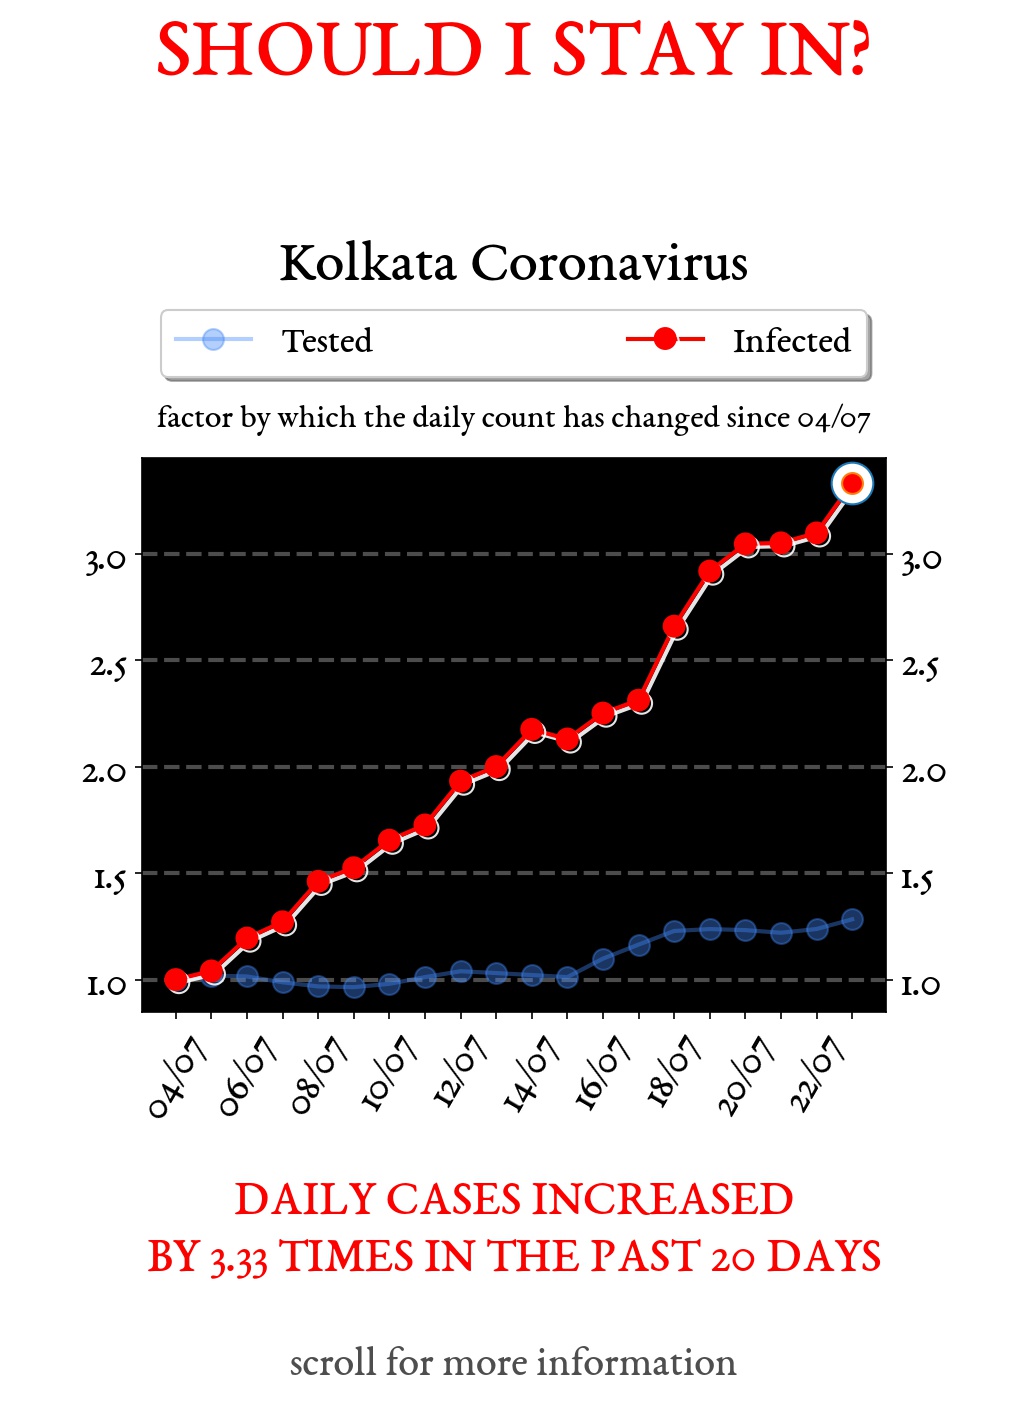 SHOULD I STAY IN?
Kolkata Coronavirus
Tested Infected
factor by which the daily count has changed since 04/07
3.0 3.0
2.5 2.5
2.0 2.0
1.5 1.5
1.0 1.0
04/07 06/07 08/07 10/07 12/07 14/07 16/07 18/07 20/07 22/07
DAILY CASES INCREASED
BY 3.33 TIMES IN THE PAST 20 DAYS
scroll for more information